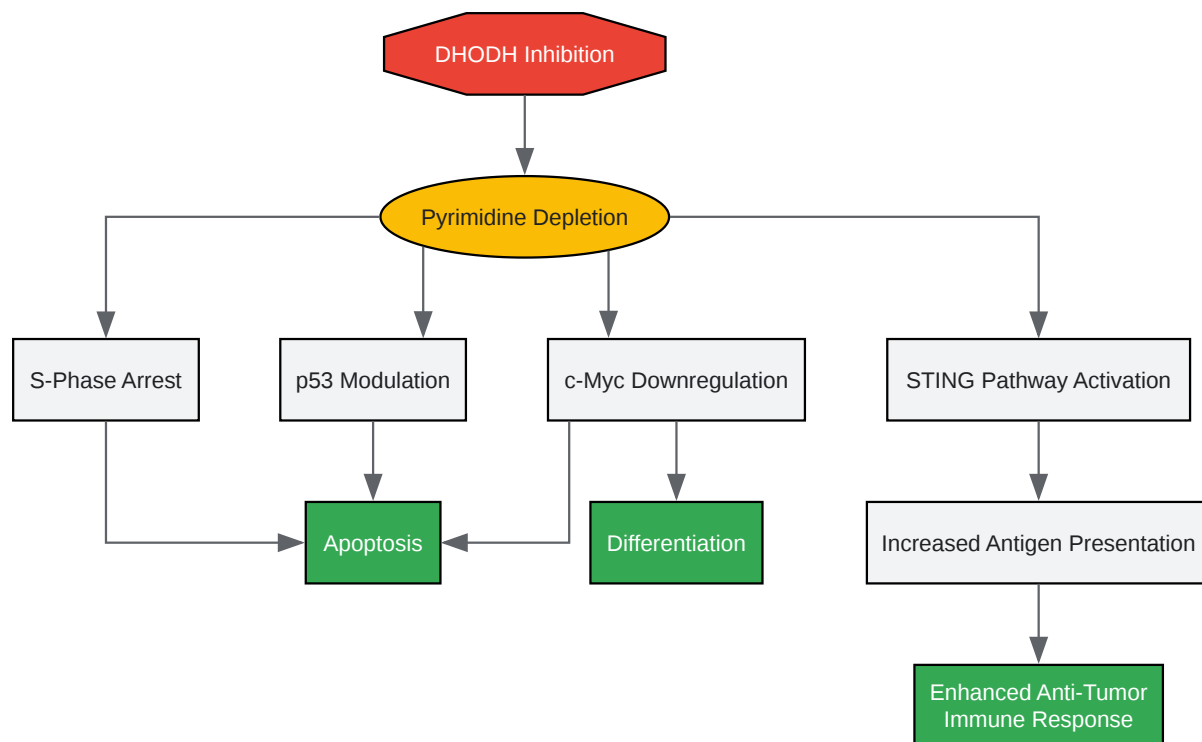 DHODH Inhibition
Pyrimidine Depletion
S-Phase Arrest
p53 Modulation
c-Myc Downregulation
STING Pathway Activation
Apoptosis
Differentiation
Increased Antigen Presentation
Enhanced Anti-Tumor
Immune Response